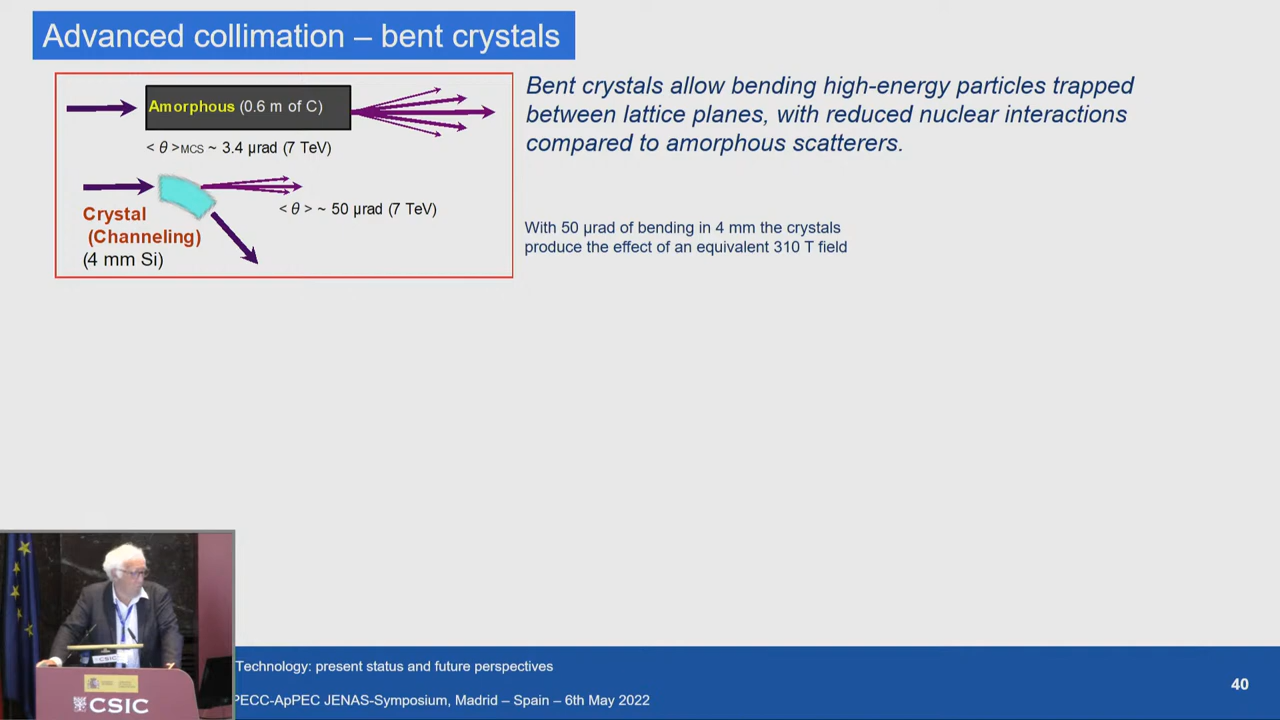 Advanced collimation – bent crystals
Amorphous (0.6 m of C)
< θ >MCS ~ 3.4 µrad (7 TeV)
< θ > ~ 50 µrad (7 TeV)
Crystal
(Channeling)
(4 mm Si)
Bent crystals allow bending high-energy particles trapped
between lattice planes, with reduced nuclear interactions
compared to amorphous scatterers.
With 50 µrad of bending in 4 mm the crystals
produce the effect of an equivalent 310 T field
CSIC
CSIC
Technology: present status and future perspectives
PECC-ApPEC JENAS-Symposium, Madrid – Spain – 6th May 2022
40